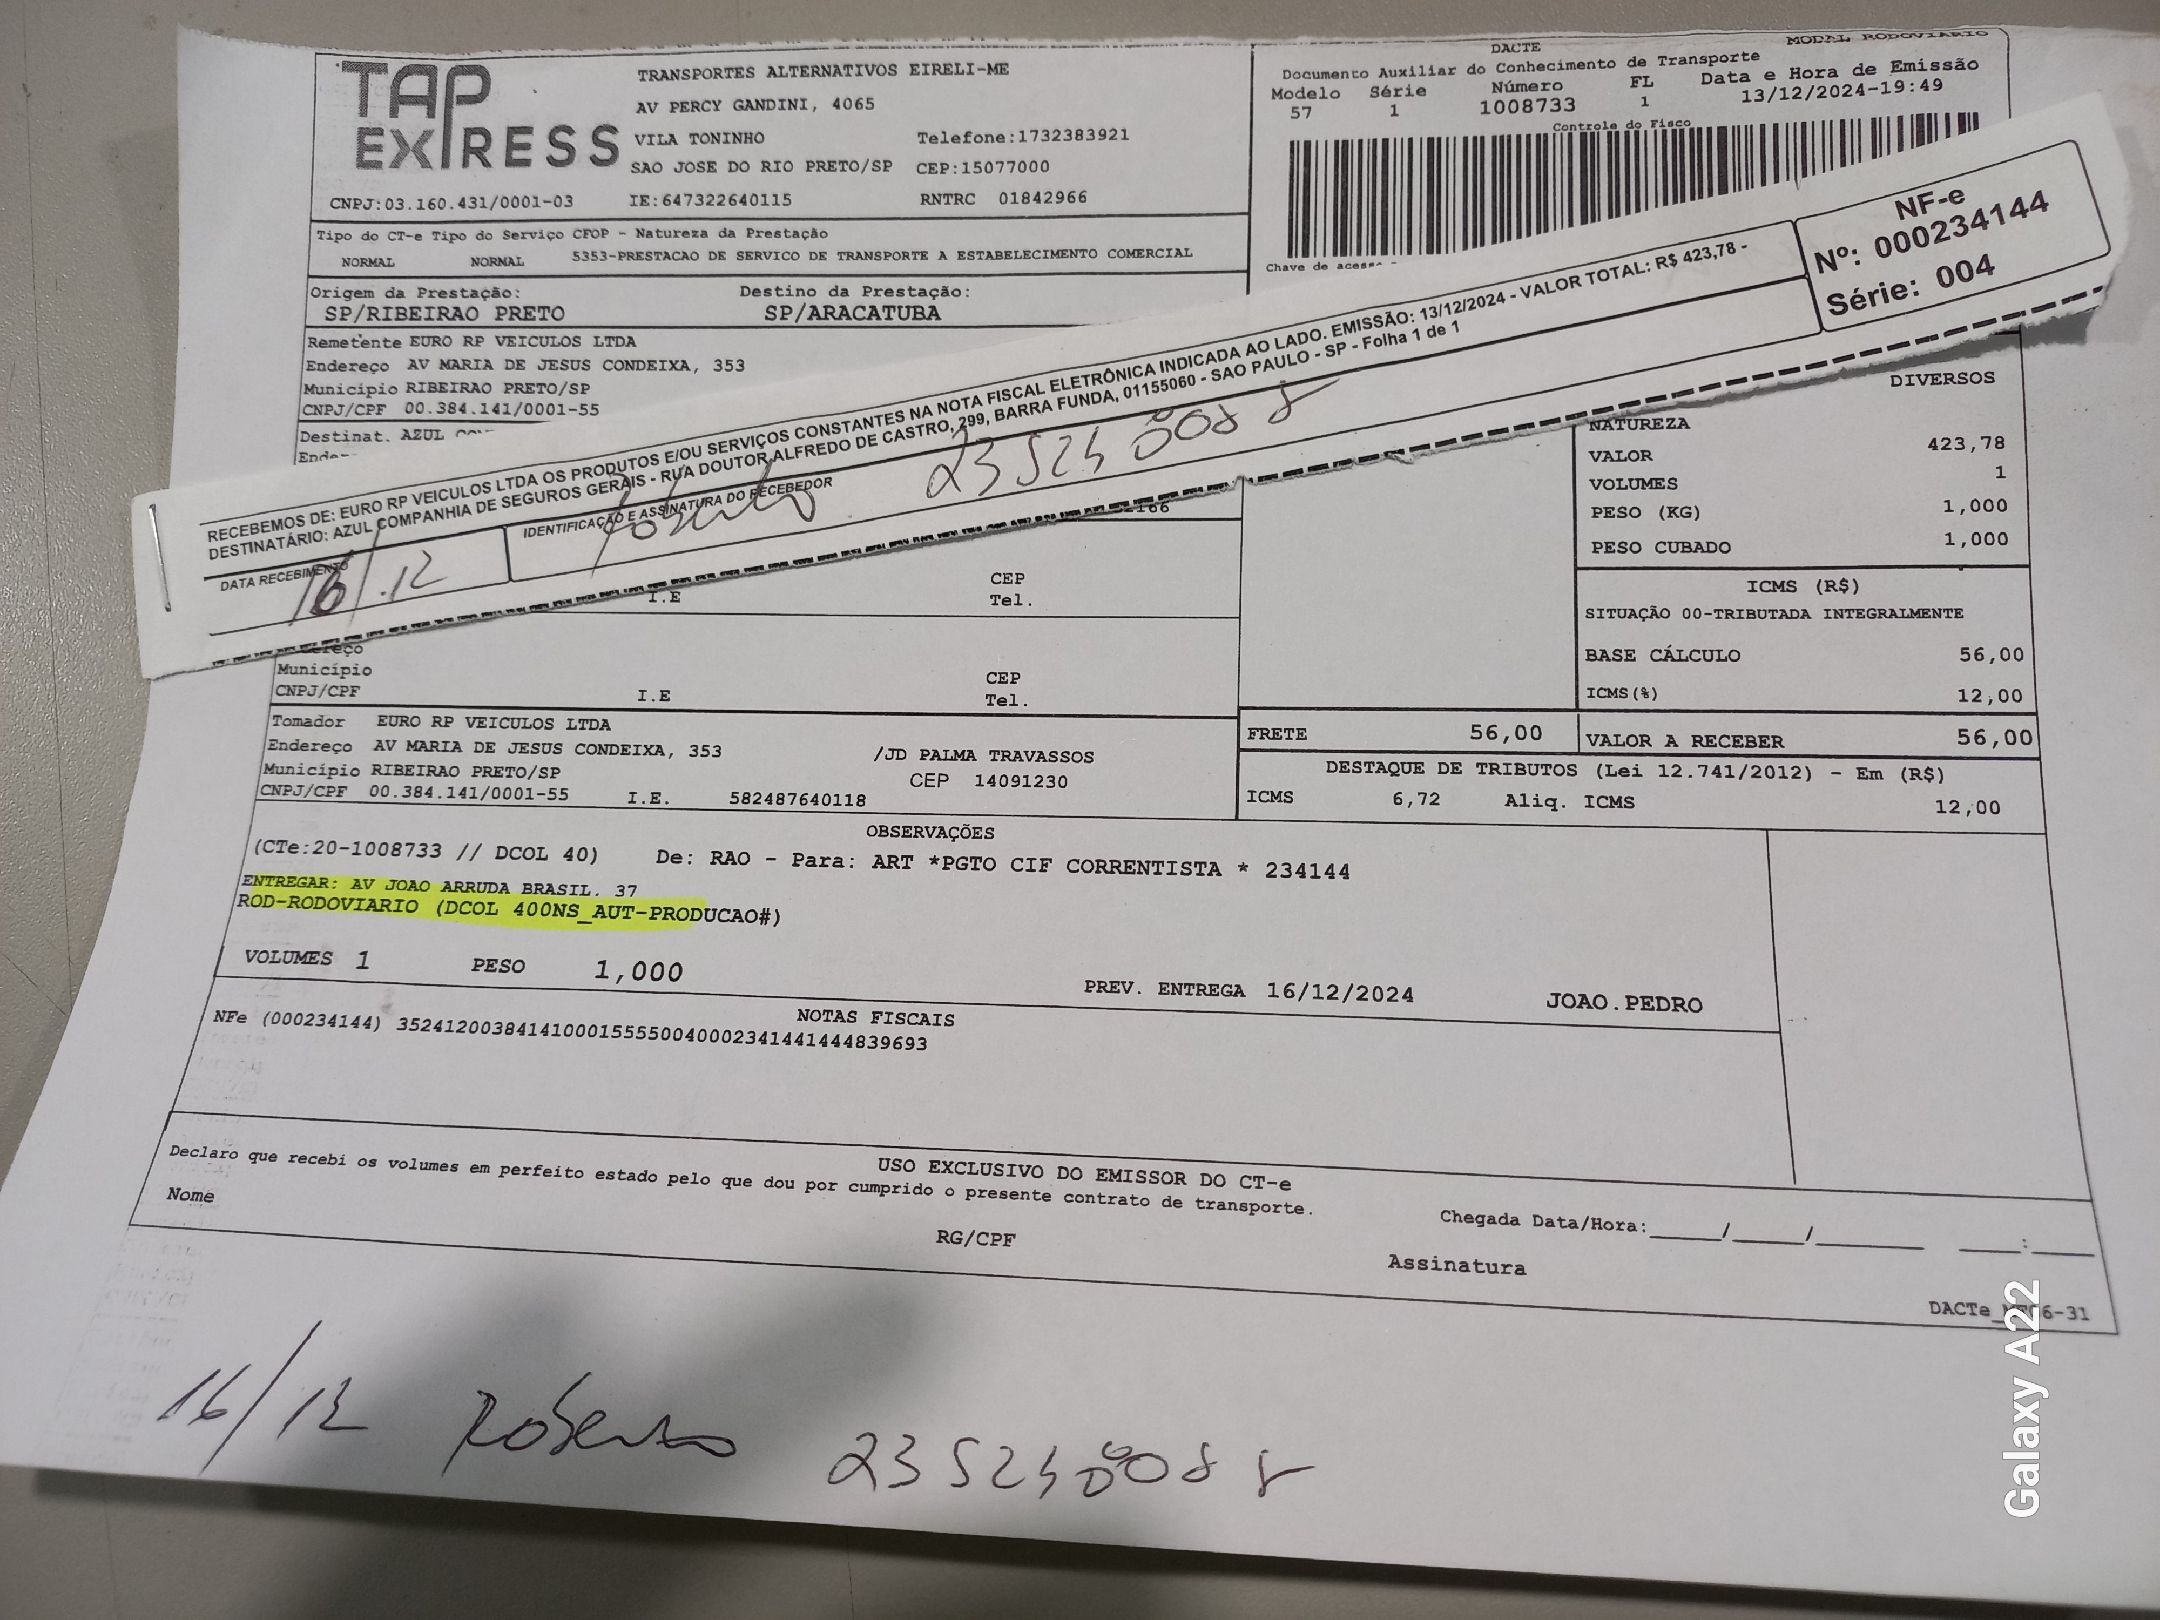 TAP EXPRESS
TRANSPORTES ALTERNATIVOS EIRELI-ME
AV PERCY GANDINI, 4065
VILA TONINHO Telefone:1732383921
SAO JOSE DO RIO PRETO/SP CEP:15077000
CNPJ:03.160.431/0001-03 IE:647322640115 RNTRC 01842966
DACTE MODAL RODOVIARIO
Documento Auxiliar do Conhecimento de Transporte
Modelo Série Número FL Data e Hora de Emissão
57 1 1008733 1 13/12/2024-19:49
Controle do Fisco
Chave de acesso
Tipo do CT-e Tipo do Serviço CFOP - Natureza da Prestação
NORMAL NORMAL 5353-PRESTACAO DE SERVICO DE TRANSPORTE A ESTABELECIMENTO COMERCIAL
Origem da Prestação: Destino da Prestação:
SP/RIBEIRAO PRETO SP/ARACATUBA
Remetente EURO RP VEICULOS LTDA
Endereço AV MARIA DE JESUS CONDEIXA, 353
Município RIBEIRAO PRETO/SP
CNPJ/CPF 00.384.141/0001-55
Destinat. AZUL
RECEBEMOS DE: EURO RP VEICULOS LTDA OS PRODUTOS E/OU SERVIÇOS CONSTANTES NA NOTA FISCAL ELETRÔNICA INDICADA AO LADO. EMISSÃO: 13/12/2024 - VALOR TOTAL: R$ 423,78 -
DESTINATÁRIO: AZUL COMPANHIA DE SEGUROS GERAIS - RUA DOUTOR ALFREDO DE CASTRO, 299, BARRA FUNDA, 01155060 - SAO PAULO - SP - Folha 1 de 1
DATA RECEBIMENTO IDENTIFICAÇÃO E ASSINATURA DO RECEBEDOR
16/12 Roberto
NF-e
Nº: 000234144
Série: 004
DIVERSOS
NATUREZA
VALOR 423,78
VOLUMES 1
PESO (KG) 1,000
PESO CUBADO 1,000
ICMS (R$)
SITUAÇÃO 00-TRIBUTADA INTEGRALMENTE
BASE CÁLCULO 56,00
ICMS(%) 12,00
CEP
I.E Tel.
Município CEP
CNPJ/CPF I.E Tel.
Tomador EURO RP VEICULOS LTDA
Endereço AV MARIA DE JESUS CONDEIXA, 353 /JD PALMA TRAVASSOS
Município RIBEIRAO PRETO/SP CEP 14091230
CNPJ/CPF 00.384.141/0001-55 I.E. 582487640118
FRETE 56,00 VALOR A RECEBER 56,00
DESTAQUE DE TRIBUTOS (Lei 12.741/2012) - Em (R$)
ICMS 6,72 Aliq. ICMS 12,00
OBSERVAÇÕES
(CTe:20-1008733 // DCOL 40) De: RAO - Para: ART *PGTO CIF CORRENTISTA * 234144
ENTREGAR: AV JOAO ARRUDA BRASIL. 37
ROD-RODOVIARIO (DCOL 400NS_AUT-PRODUCAO#)
VOLUMES 1 PESO 1,000 PREV. ENTREGA 16/12/2024 JOAO.PEDRO
NOTAS FISCAIS
NFe (000234144) 35241200384141000155550040002341441444839693
USO EXCLUSIVO DO EMISSOR DO CT-e
Declaro que recebi os volumes em perfeito estado pelo que dou por cumprido o presente contrato de transporte.
Nome RG/CPF Chegada Data/Hora:_____/_____/________ ____:____
Assinatura
16/12 Roberto
Galaxy A22